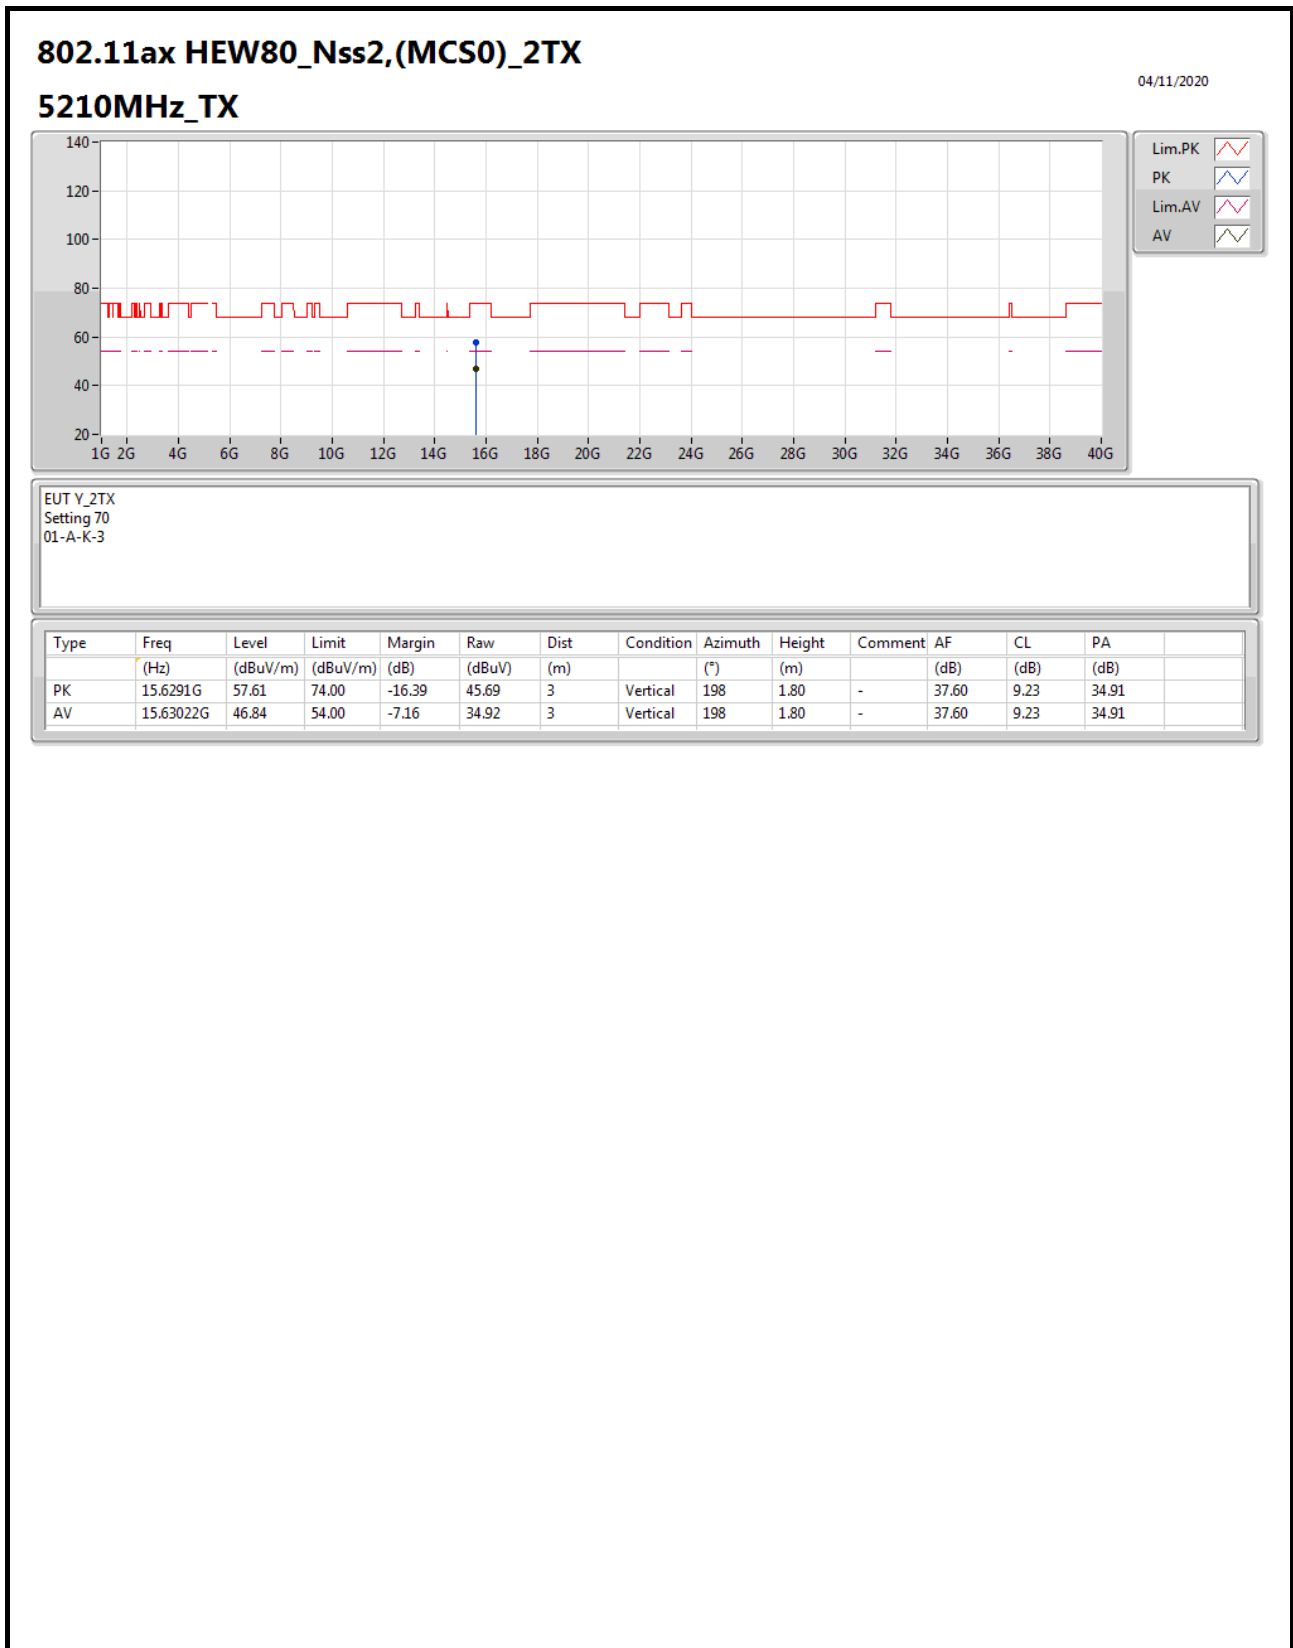 802.11ax HEW80_Nss2,(MCS0)_2TX
04/11/2020
5210MHz_TX
140
120
100
80
60
40
20
1G 2G 4G 6G 8G 10G 12G 14G 16G 18G 20G 22G 24G 26G 28G 30G 32G 34G 36G 38G 40G
Lim.PK
PK
Lim.AV
AV
EUT Y_2TX
Setting 70
01-A-K-3
Type Freq Level Limit Margin Raw Dist Condition Azimuth Height Comment AF CL PA
(Hz) (dBuV/m) (dBuV/m) (dB) (dBuV) (m) (°) (m) (dB) (dB) (dB)
PK 15.6291G 57.61 74.00 -16.39 45.69 3 Vertical 198 1.80 - 37.60 9.23 34.91
AV 15.63022G 46.84 54.00 -7.16 34.92 3 Vertical 198 1.80 - 37.60 9.23 34.91